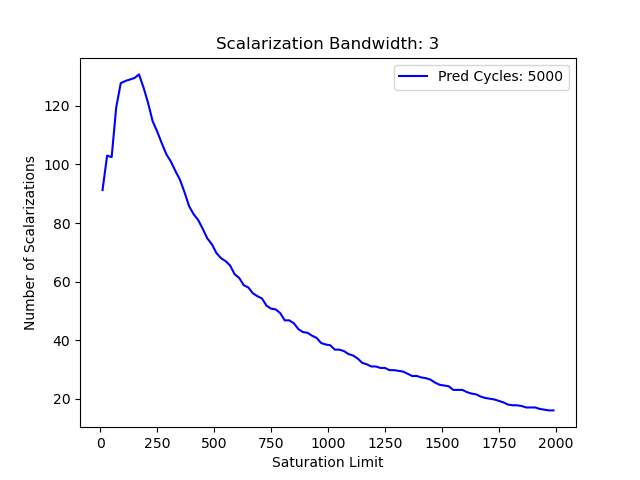 Scalarization Bandwidth: 3
Pred Cycles: 5000
Number of Scalarizations
120
100
80
60
40
20
0 250 500 750 1000 1250 1500 1750 2000
Saturation Limit